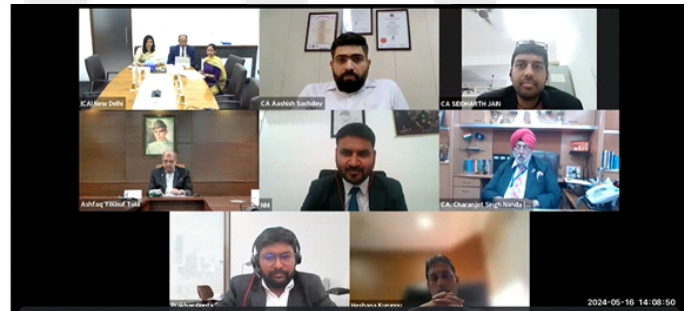 ICAI New Delhi
CA Aashish Sachdev
CA SIDDHARTH JAIN
Ashfaq Yousuf Tola
NM
CA. Charanjot Singh Nanda (...
2024-05-16 14:08:50